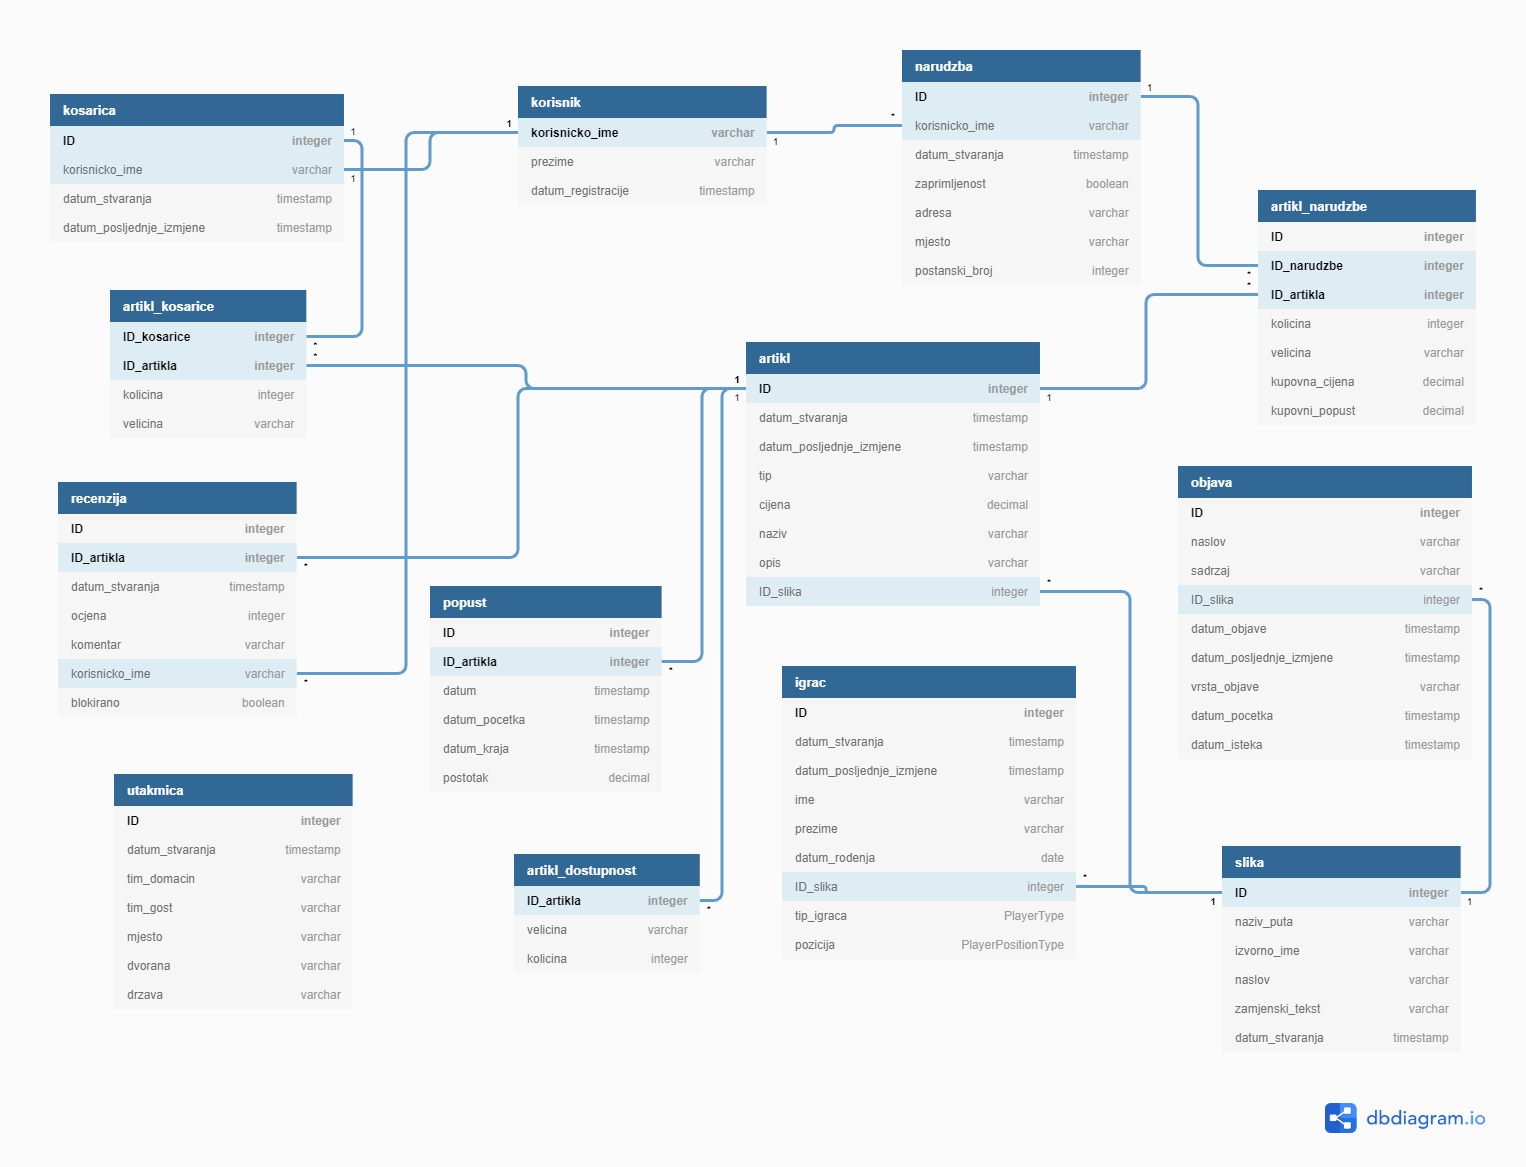 kosarica
ID integer
korisnicko_ime varchar
datum_stvaranja timestamp
datum_posljednje_izmjene timestamp
1
1
korisnik
korisnicko_ime varchar
prezime varchar
datum_registracije timestamp
1
1
narudzba
ID integer
korisnicko_ime varchar
datum_stvaranja timestamp
zaprimljenost boolean
adresa varchar
mjesto varchar
postanski_broj integer
*
1
artikl_narudzbe
ID integer
ID_narudzbe integer
ID_artikla integer
kolicina integer
velicina varchar
kupovna_cijena decimal
kupovni_popust decimal
*
*
artikl_kosarice
ID_kosarice integer
ID_artikla integer
kolicina integer
velicina varchar
*
*
artikl
ID integer
datum_stvaranja timestamp
datum_posljednje_izmjene timestamp
tip varchar
cijena decimal
naziv varchar
opis varchar
ID_slika integer
1
1
1
*
recenzija
ID integer
ID_artikla integer
datum_stvaranja timestamp
ocjena integer
komentar varchar
korisnicko_ime varchar
blokirano boolean
*
*
popust
ID integer
ID_artikla integer
datum timestamp
datum_pocetka timestamp
datum_kraja timestamp
postotak decimal
*
objava
ID integer
naslov varchar
sadrzaj varchar
ID_slika integer
datum_objave timestamp
datum_posljednje_izmjene timestamp
vrsta_objave varchar
datum_pocetka timestamp
datum_isteka timestamp
*
igrac
ID integer
datum_stvaranja timestamp
datum_posljednje_izmjene timestamp
ime varchar
prezime varchar
datum_rodenja date
ID_slika integer
tip_igraca PlayerType
pozicija PlayerPositionType
*
utakmica
ID integer
datum_stvaranja timestamp
tim_domacin varchar
tim_gost varchar
mjesto varchar
dvorana varchar
drzava varchar
artikl_dostupnost
ID_artikla integer
velicina varchar
kolicina integer
*
slika
ID integer
naziv_puta varchar
izvorno_ime varchar
naslov varchar
zamjenski_tekst varchar
datum_stvaranja timestamp
1
1
dbdiagram.io